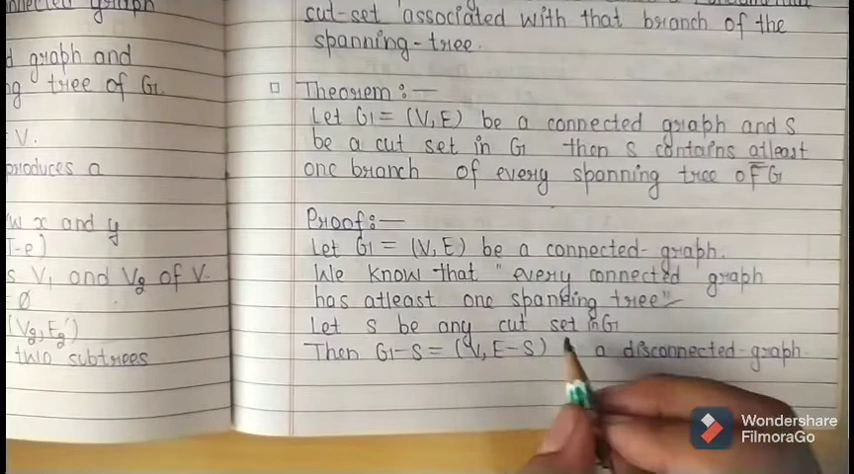 nnected graph
d graph and
ng tree of G.
= V.
produces a
w x and y
T-e)
s V1 and V2 of V.
= Ø
(V2, E2')
two subtrees
cut-set associated with that branch of the
spanning-tree.
Theorem :—
Let G = (V, E) be a connected graph and S
be a cut set in G then S contains atleast
one branch of every spanning tree of G
Proof :—
Let G = (V, E) be a connected-graph.
We know that "every connected graph
has atleast one spanning tree"
Let S be any cut set in G
Then G-S = (V, E-S) a disconnected-graph
Wondershare
FilmoraGo